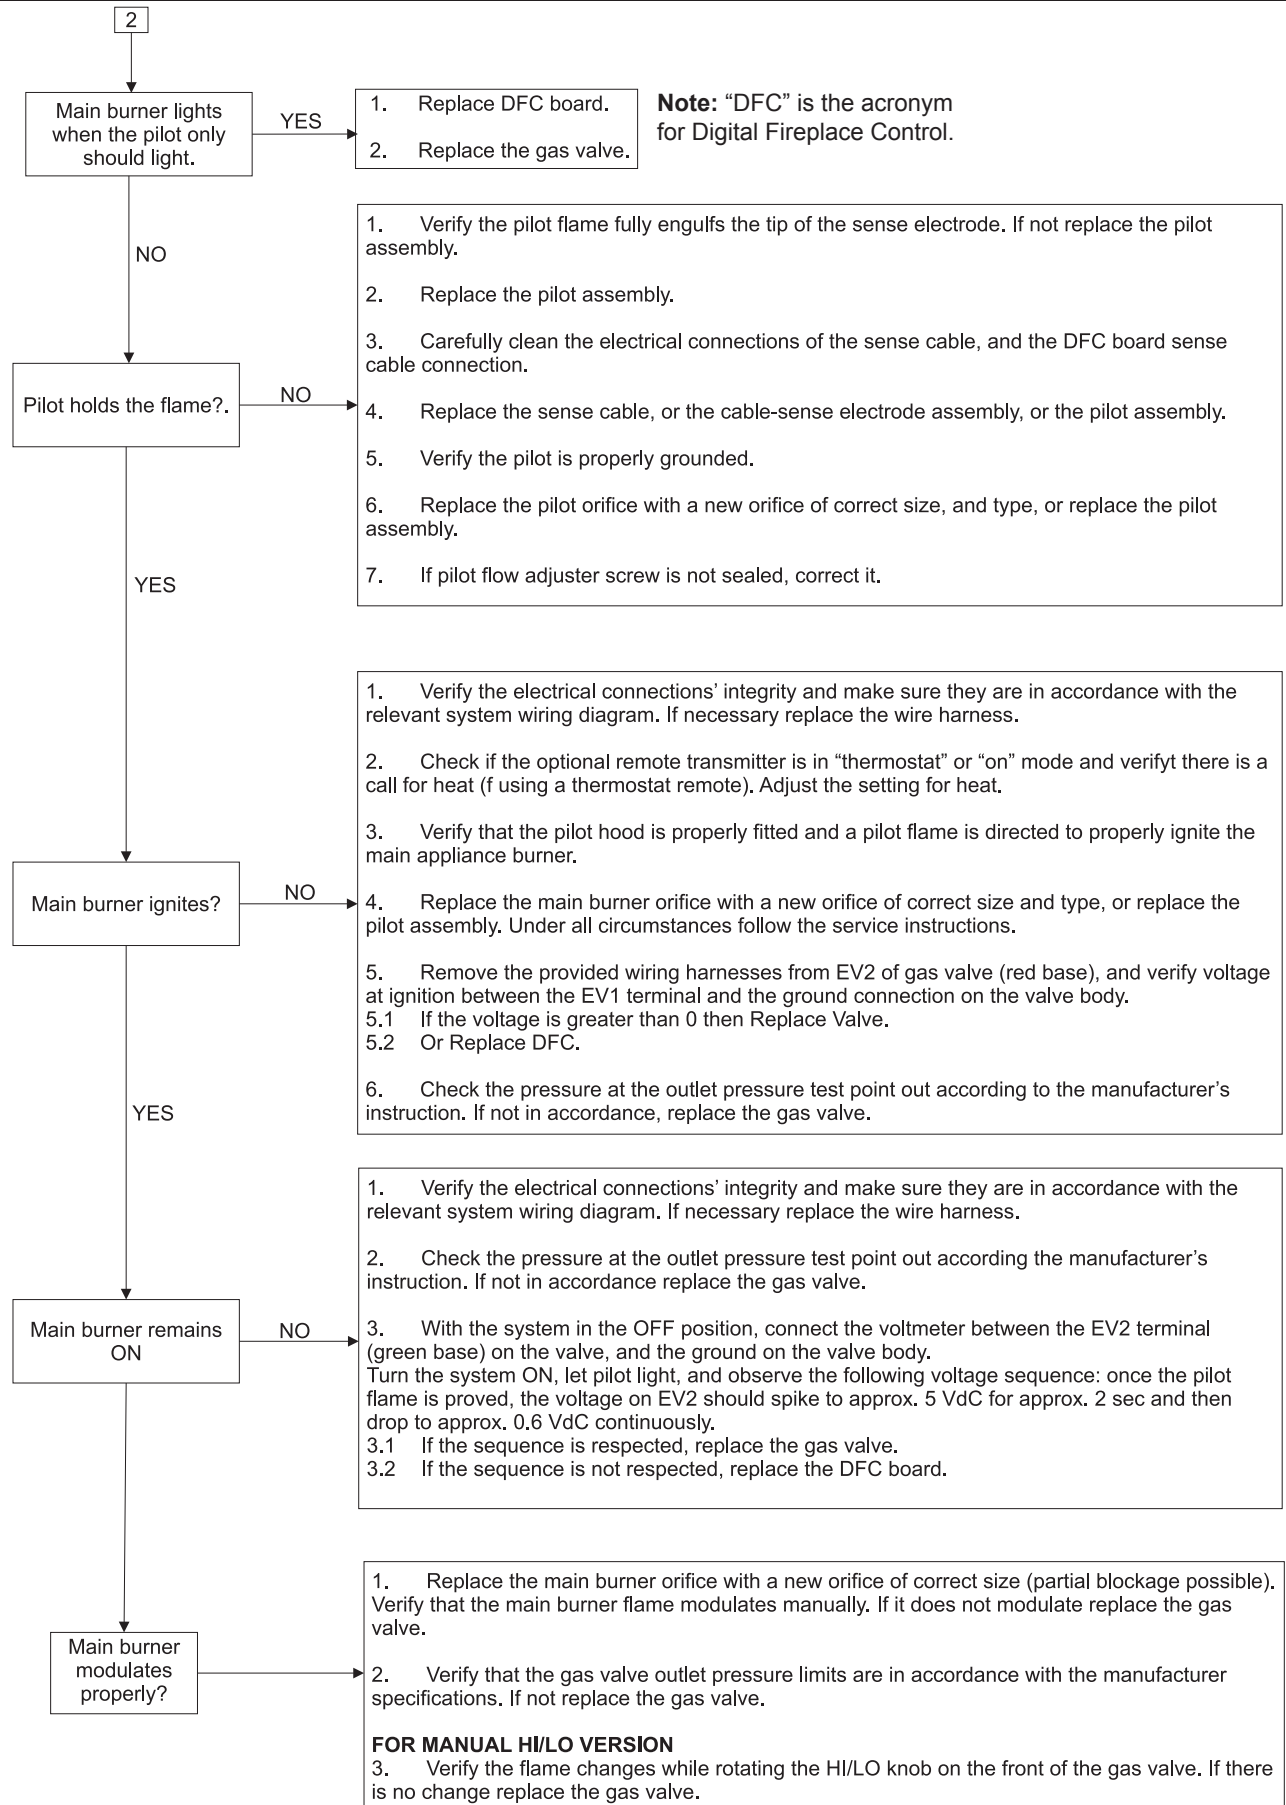 2
Main burner lights
when the pilot only
should light.
YES
1. Replace DFC board.
2. Replace the gas valve.
Note: “DFC” is the acronym
for Digital Fireplace Control.
NO
Pilot holds the flame?.
NO
1. Verify the pilot flame fully engulfs the tip of the sense electrode. If not replace the pilot
assembly.
2. Replace the pilot assembly.
3. Carefully clean the electrical connections of the sense cable, and the DFC board sense
cable connection.
4. Replace the sense cable, or the cable-sense electrode assembly, or the pilot assembly.
5. Verify the pilot is properly grounded.
6. Replace the pilot orifice with a new orifice of correct size, and type, or replace the pilot
assembly.
7. If pilot flow adjuster screw is not sealed, correct it.
YES
Main burner ignites?
NO
1. Verify the electrical connections’ integrity and make sure they are in accordance with the
relevant system wiring diagram. If necessary replace the wire harness.
2. Check if the optional remote transmitter is in “thermostat” or “on” mode and verifyt there is a
call for heat (f using a thermostat remote). Adjust the setting for heat.
3. Verify that the pilot hood is properly fitted and a pilot flame is directed to properly ignite the
main appliance burner.
4. Replace the main burner orifice with a new orifice of correct size and type, or replace the
pilot assembly. Under all circumstances follow the service instructions.
5. Remove the provided wiring harnesses from EV2 of gas valve (red base), and verify voltage
at ignition between the EV1 terminal and the ground connection on the valve body.
5.1 If the voltage is greater than 0 then Replace Valve.
5.2 Or Replace DFC.
6. Check the pressure at the outlet pressure test point out according to the manufacturer’s
instruction. If not in accordance, replace the gas valve.
YES
Main burner remains
ON
NO
1. Verify the electrical connections’ integrity and make sure they are in accordance with the
relevant system wiring diagram. If necessary replace the wire harness.
2. Check the pressure at the outlet pressure test point out according the manufacturer’s
instruction. If not in accordance replace the gas valve.
3. With the system in the OFF position, connect the voltmeter between the EV2 terminal
(green base) on the valve, and the ground on the valve body.
Turn the system ON, let pilot light, and observe the following voltage sequence: once the pilot
flame is proved, the voltage on EV2 should spike to approx. 5 VdC for approx. 2 sec and then
drop to approx. 0.6 VdC continuously.
3.1 If the sequence is respected, replace the gas valve.
3.2 If the sequence is not respected, replace the DFC board.
Main burner
modulates
properly?
1. Replace the main burner orifice with a new orifice of correct size (partial blockage possible).
Verify that the main burner flame modulates manually. If it does not modulate replace the gas
valve.
2. Verify that the gas valve outlet pressure limits are in accordance with the manufacturer
specifications. If not replace the gas valve.
FOR MANUAL HI/LO VERSION
3. Verify the flame changes while rotating the HI/LO knob on the front of the gas valve. If there
is no change replace the gas valve.